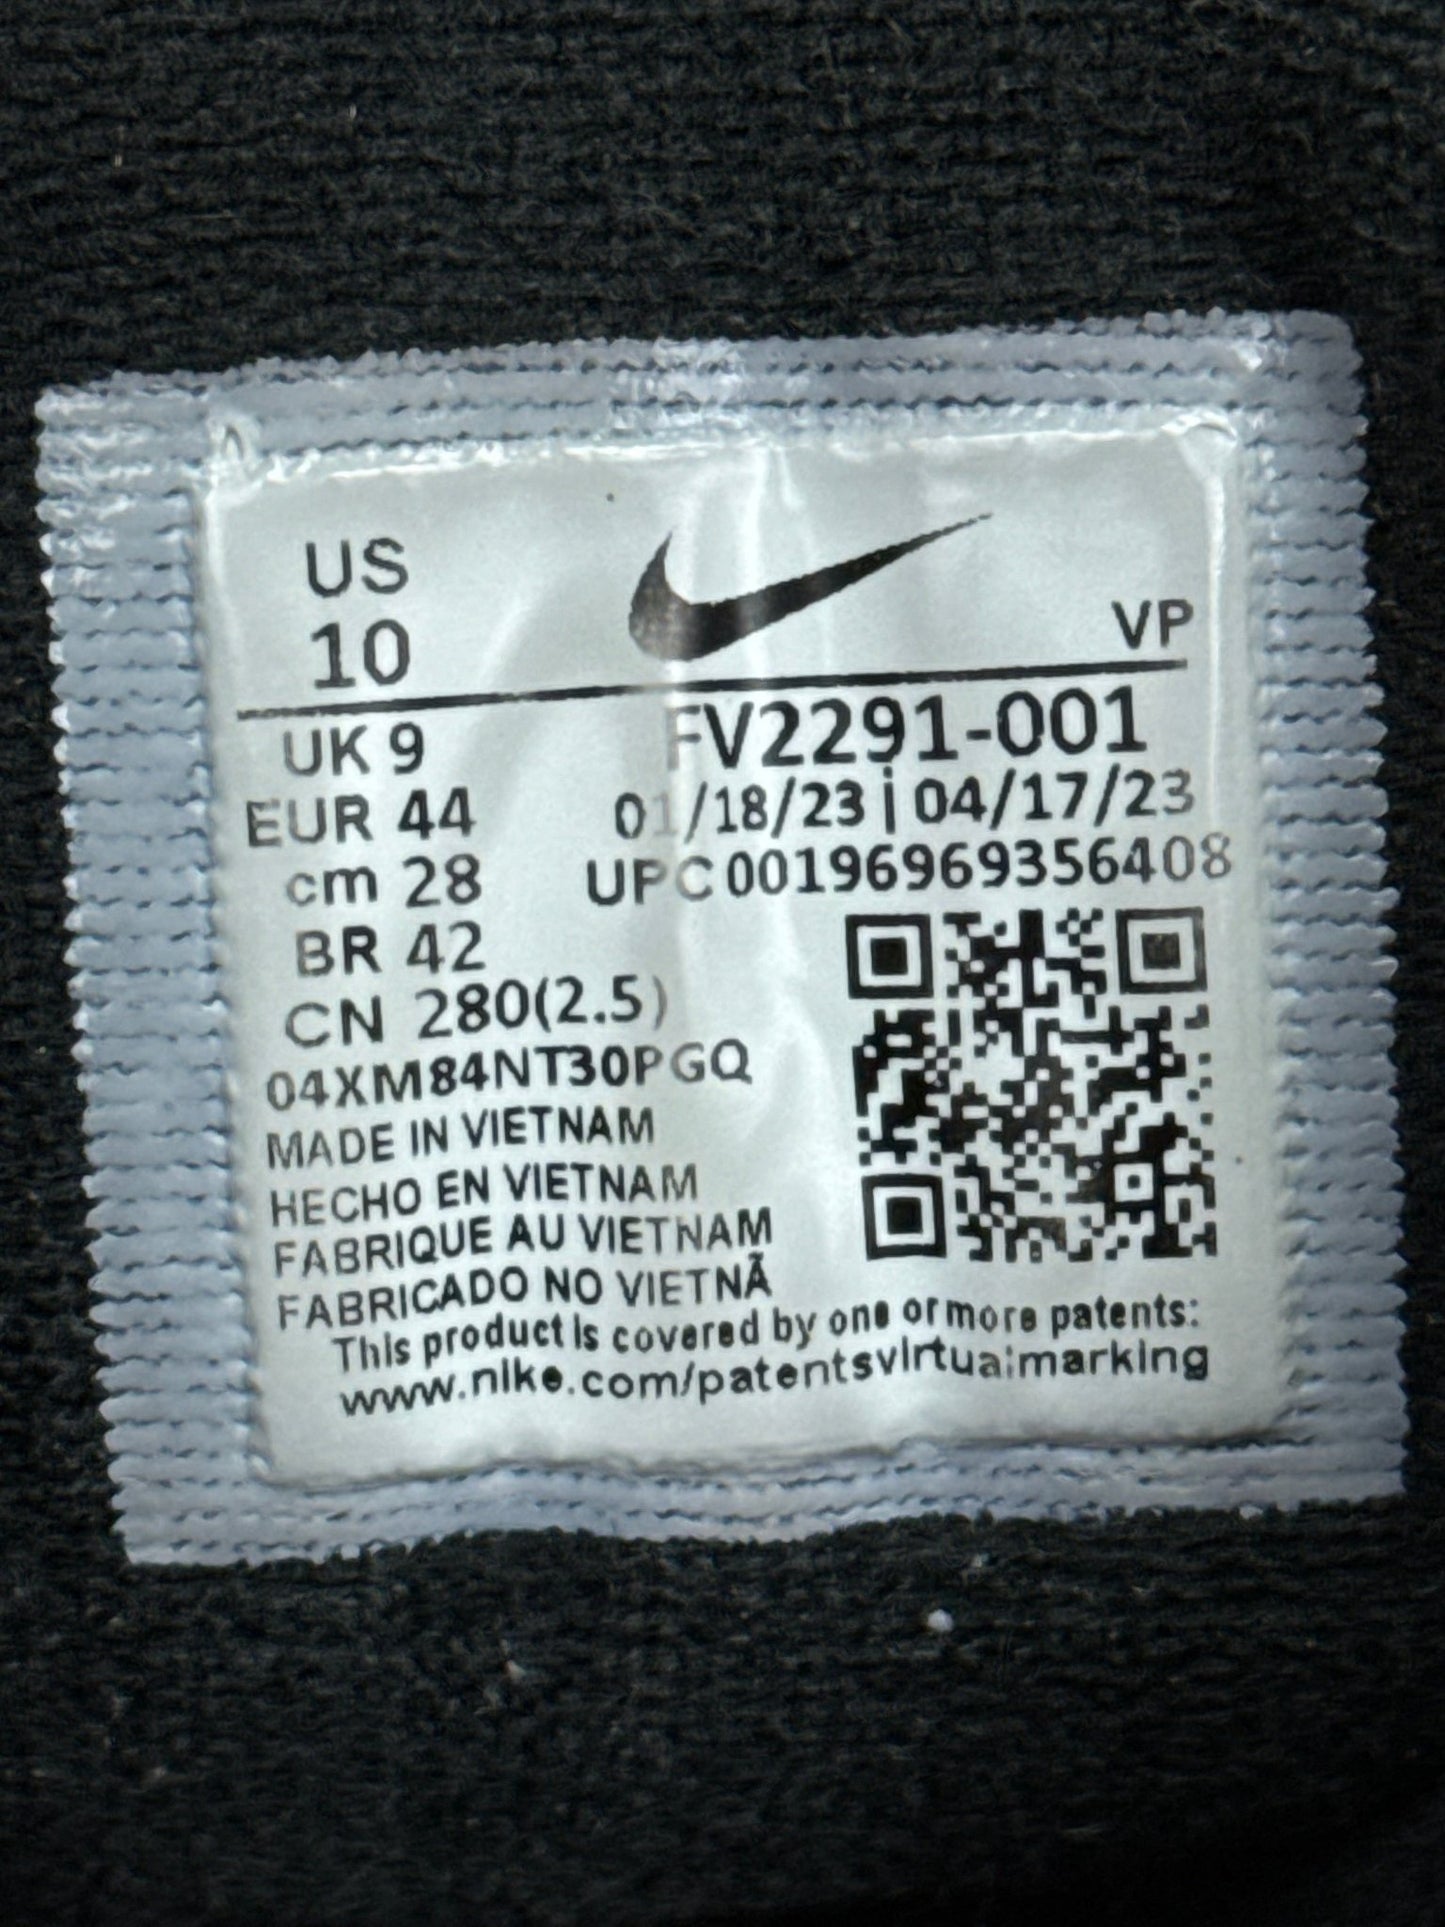 US
10
VP
UK 9
FV2291-001
EUR 44
01/18/23 | 04/17/23
cm 28
UPC 00196969356408
BR 42
CN 280(2.5)
04XM84NT30PGQ
MADE IN VIETNAM
HECHO EN VIETNAM
FABRIQUE AU VIETNAM
FABRICADO NO VIETNÃ
This product is covered by one or more patents:
www.nike.com/patentsvirtualmarking